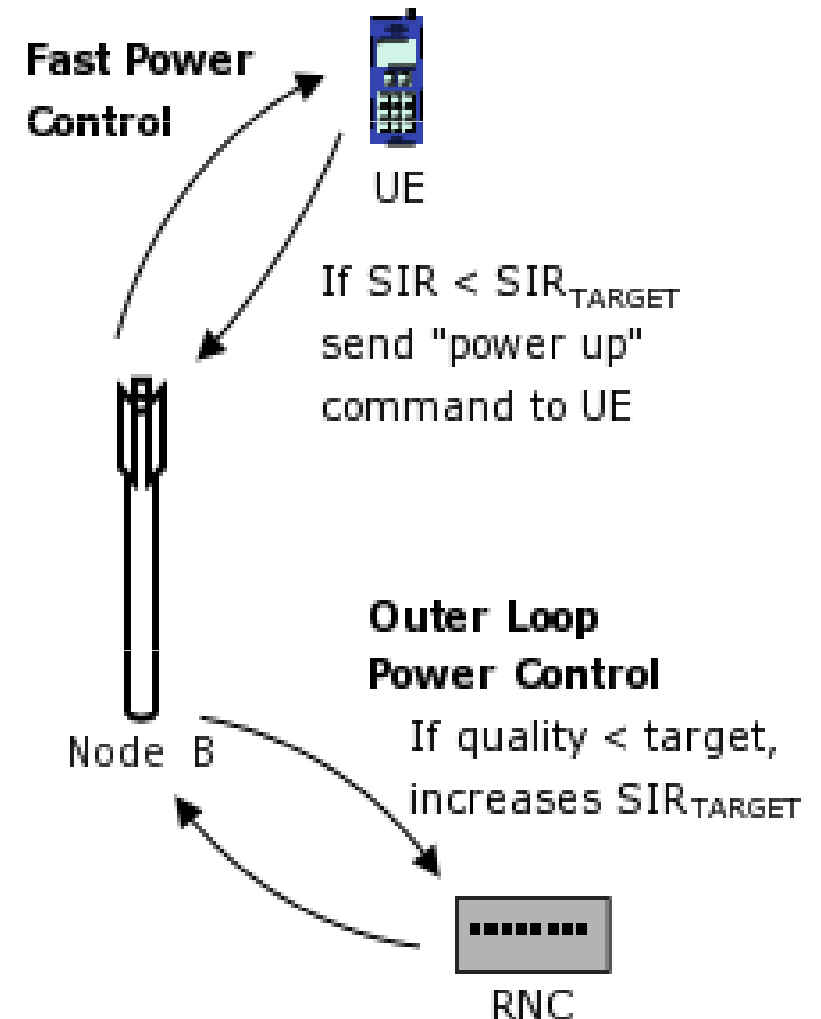 Fast Power
Control
UE
If SIR < SIRTARGET
send "power up"
command to UE
Outer Loop
Power Control
If quality < target,
increases SIRTARGET
Node B
RNC